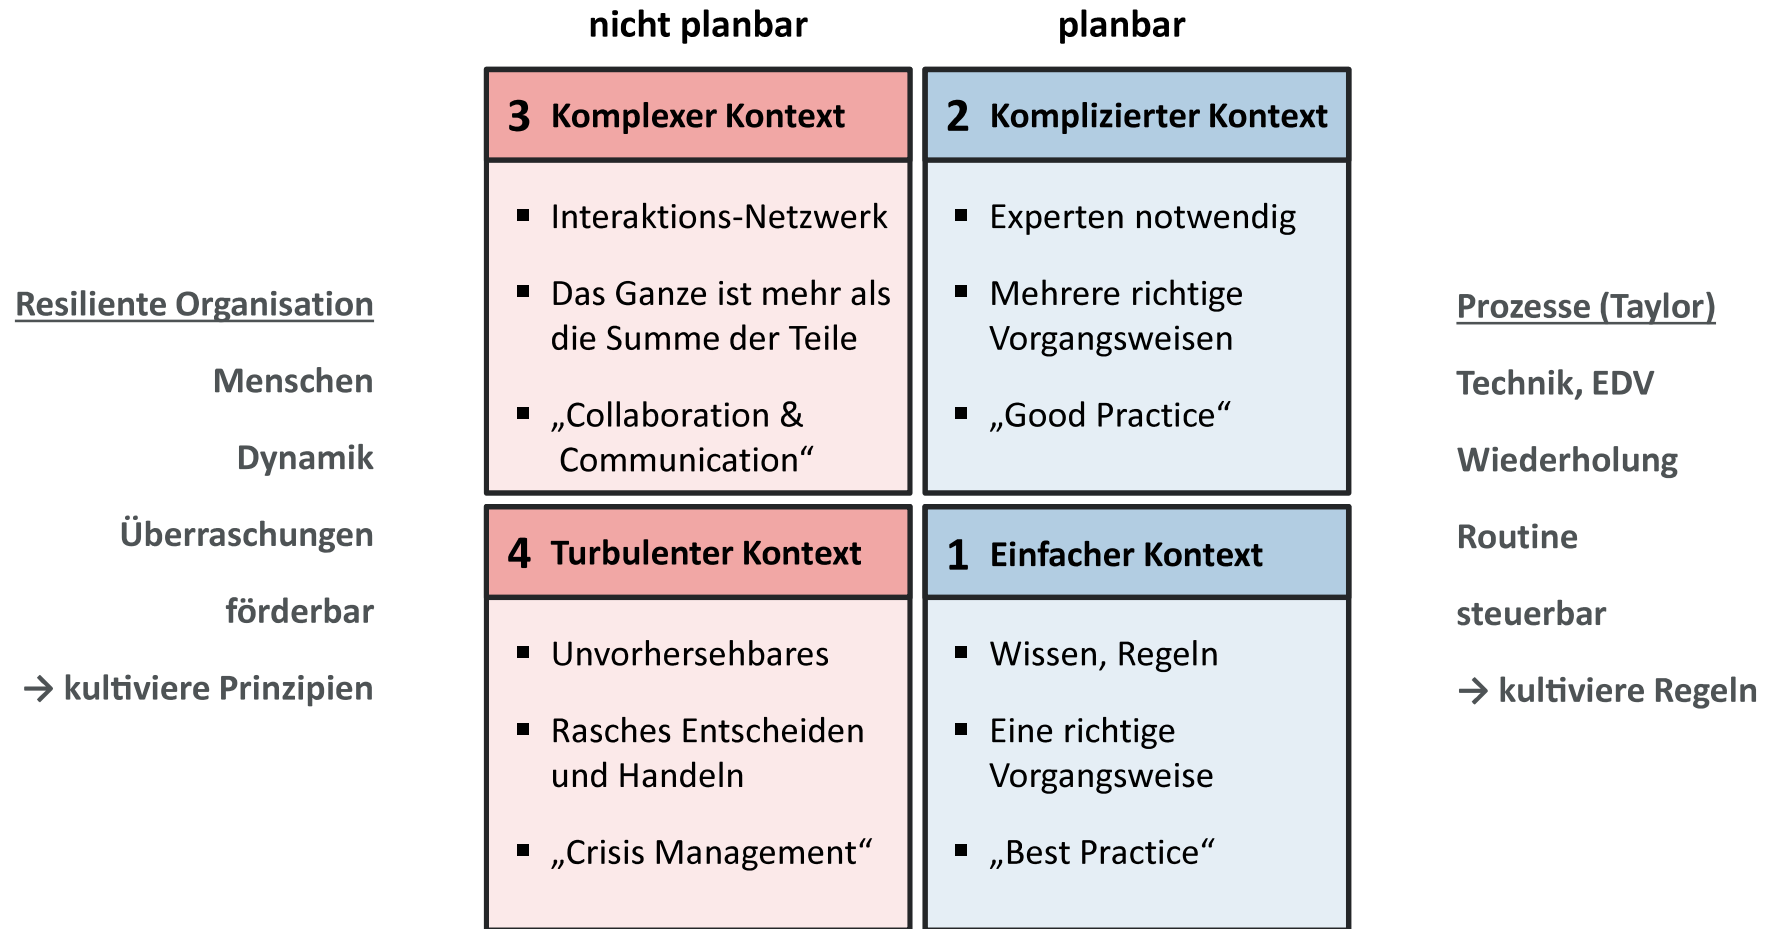 nicht planbar
planbar
3 Komplexer Kontext
▪ Interaktions-Netzwerk
▪ Das Ganze ist mehr als
die Summe der Teile
▪ „Collaboration &
Communication“
2 Komplizierter Kontext
▪ Experten notwendig
▪ Mehrere richtige
Vorgangsweisen
▪ „Good Practice“
4 Turbulenter Kontext
▪ Unvorhersehbares
▪ Rasches Entscheiden
und Handeln
▪ „Crisis Management“
1 Einfacher Kontext
▪ Wissen, Regeln
▪ Eine richtige
Vorgangsweise
▪ „Best Practice“
Resiliente Organisation
Menschen
Dynamik
Überraschungen
förderbar
→ kultiviere Prinzipien
Prozesse (Taylor)
Technik, EDV
Wiederholung
Routine
steuerbar
→ kultiviere Regeln